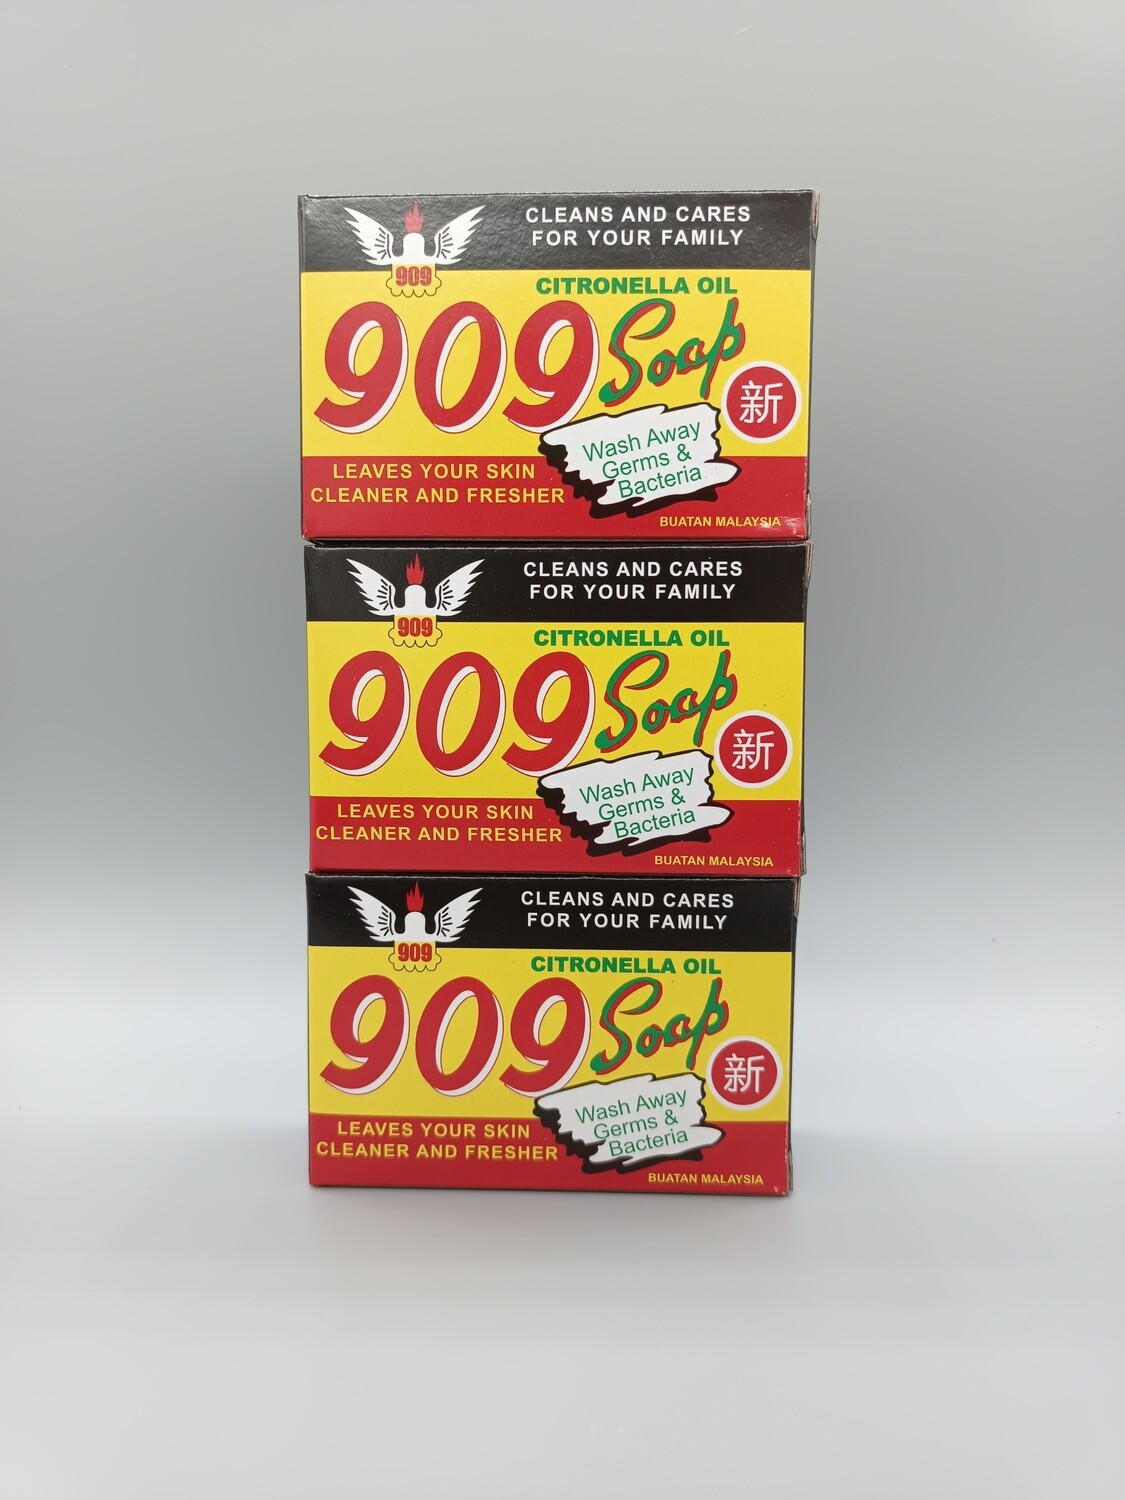 CLEANS AND CARES
FOR YOUR FAMILY
909
CITRONELLA OIL
909 Soap
新
Wash Away
Germs &
Bacteria
LEAVES YOUR SKIN
CLEANER AND FRESHER
BUATAN MALAYSIA
CLEANS AND CARES
FOR YOUR FAMILY
909
CITRONELLA OIL
909 Soap
新
Wash Away
Germs &
Bacteria
LEAVES YOUR SKIN
CLEANER AND FRESHER
BUATAN MALAYSIA
CLEANS AND CARES
FOR YOUR FAMILY
909
CITRONELLA OIL
909 Soap
新
Wash Away
Germs &
Bacteria
LEAVES YOUR SKIN
CLEANER AND FRESHER
BUATAN MALAYSIA